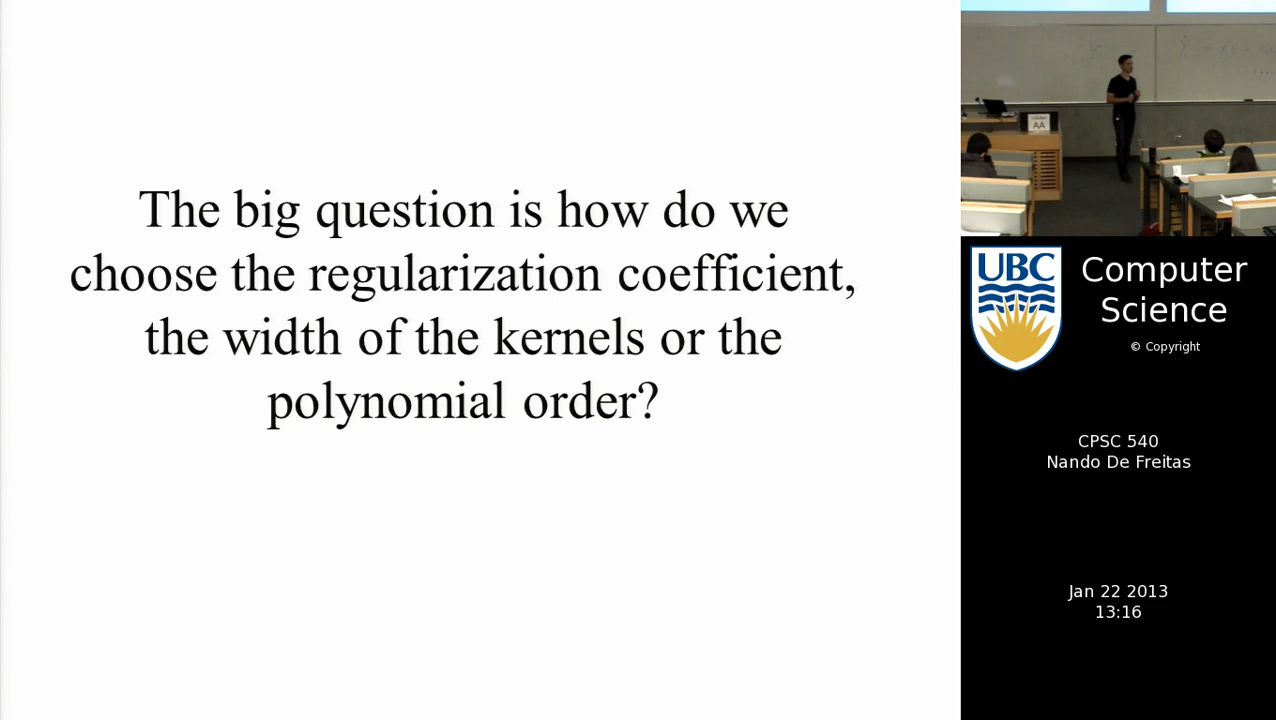 The big question is how do we
choose the regularization coefficient,
the width of the kernels or the
polynomial order?
AA
UBC
Computer
Science
© Copyright
CPSC 540
Nando De Freitas
Jan 22 2013
13:16